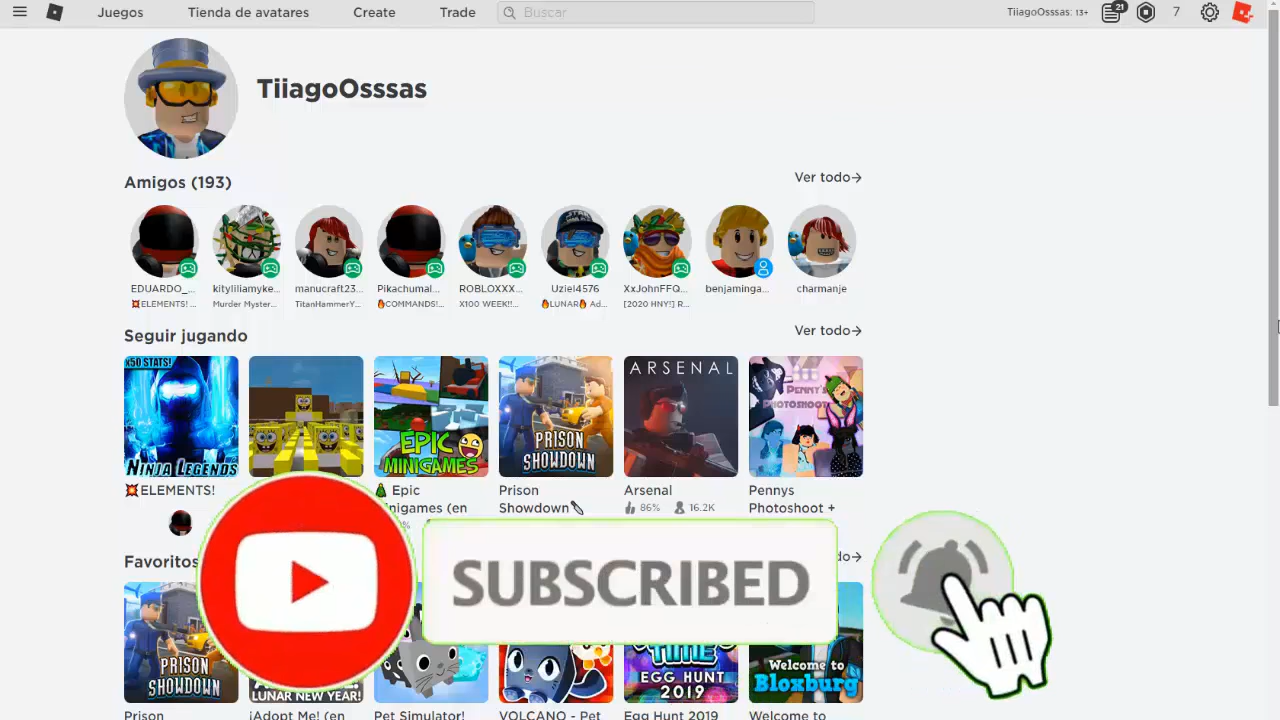 Juegos Tienda de avatares Create Trade Buscar TiiagoOsssas: 13+ 21 7
TiiagoOsssas
Amigos (193) Ver todo→
EDUARDO_... kityliliamyke... manucraft23... Pikachumal... ROBLOXXX... Uziel4576 XxJohnFFQ... benjaminga... charmanje
💥ELEMENTS! ... Murder Myster... TitanHammerY... 🔥COMMANDS!... X100 WEEK!!... 🔥LUNAR🔥 Ad... [2020 HNY!] R...
Seguir jugando Ver todo→
x50 STATS!
NINJA LEGENDS
EPIC
MINIGAMES
PRISON
SHOWDOWN
ARSENAL
PENNY'S
PHOTOSHOOT
💥ELEMENTS! 🎄 Epic Prison Arsenal Pennys
Minigames (en Showdown🔪 86% 16.2K Photoshoot +
Favoritos
SUBSCRIBED
PRISON
SHOWDOWN
LUNAR NEW YEAR!
TIME
EGG HUNT
2019
Welcome to
Bloxburg
Prison ¡Adopt Me! (en Pet Simulator! VOLCANO - Pet Egg Hunt 2019 Welcome to